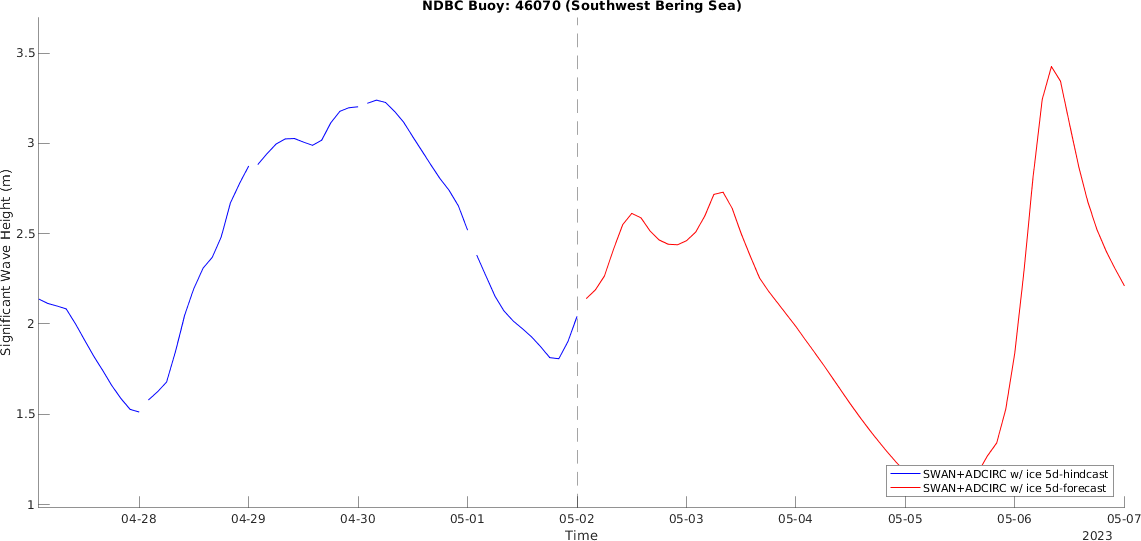 NDBC Buoy: 46070 (Southwest Bering Sea)
Significant Wave Height (m)
3.5
3
2.5
2
1.5
1
SWAN+ADCIRC w/ ice 5d-hindcast
SWAN+ADCIRC w/ ice 5d-forecast
04-28 04-29 04-30 05-01 05-02 05-03 05-04 05-05 05-06 05-07
Time
2023